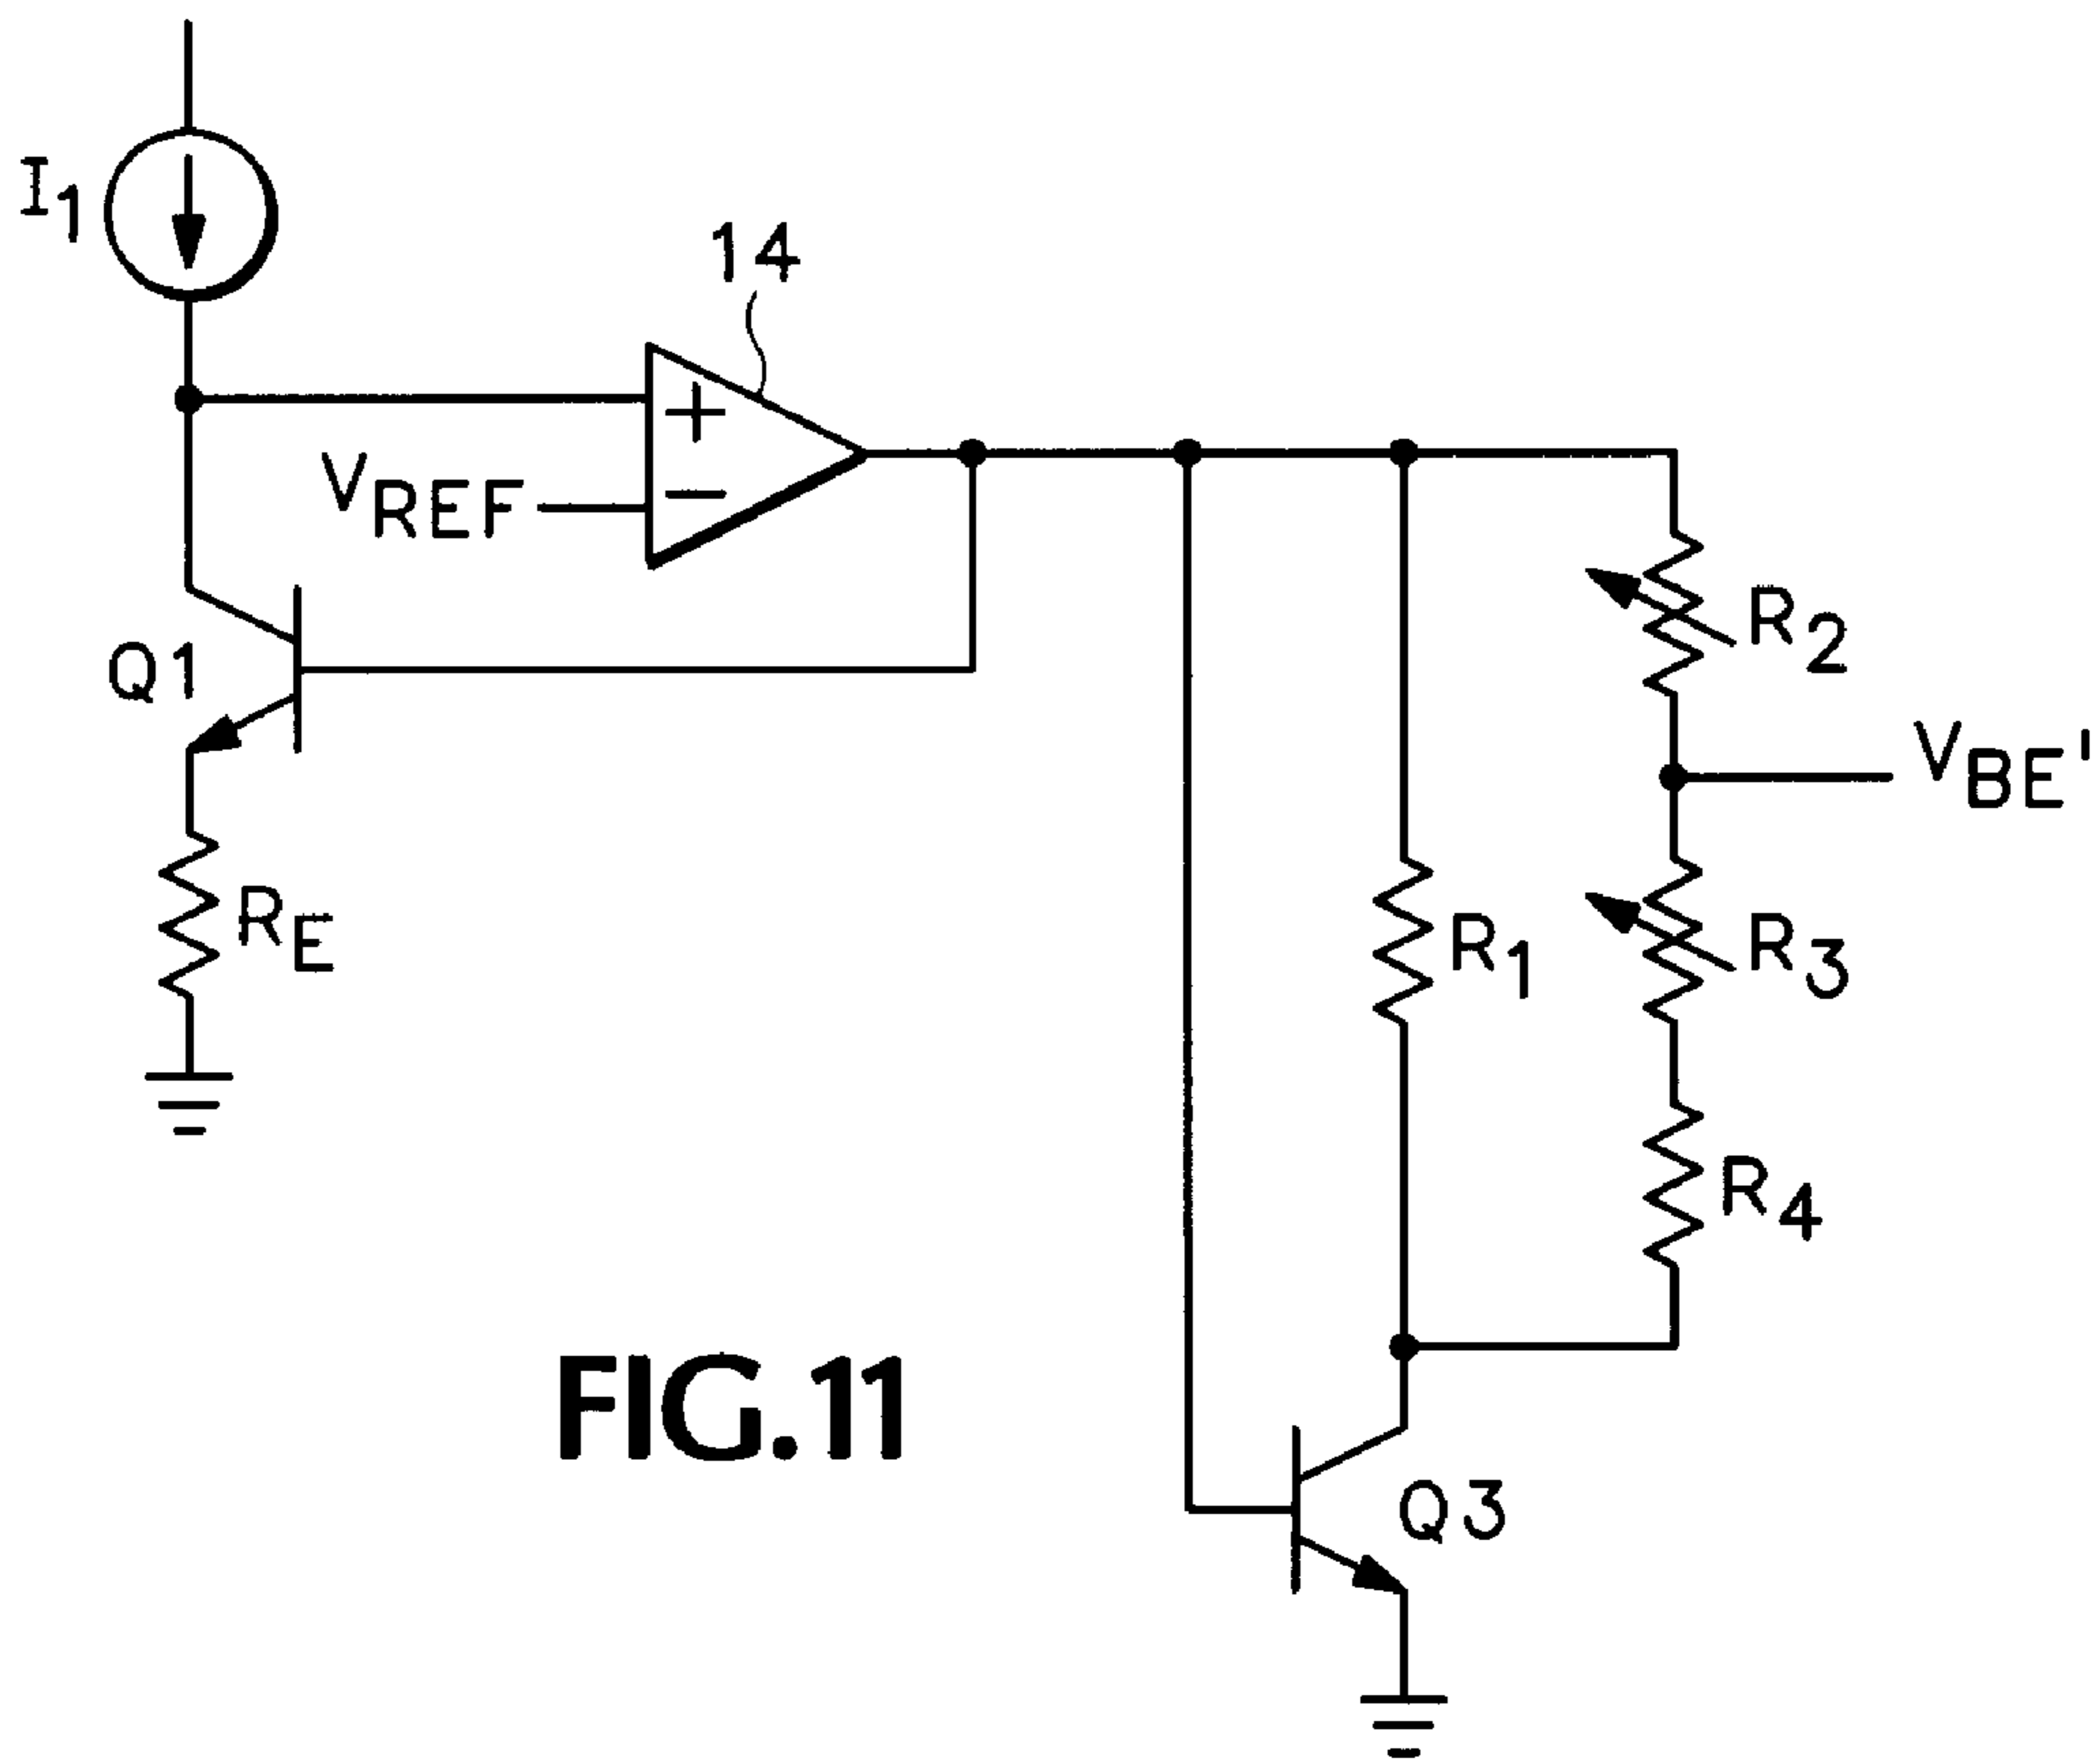 I1
14
+
VREF
−
Q1
R2
VBE'
RE
R1
R3
R4
FIG.11
Q3